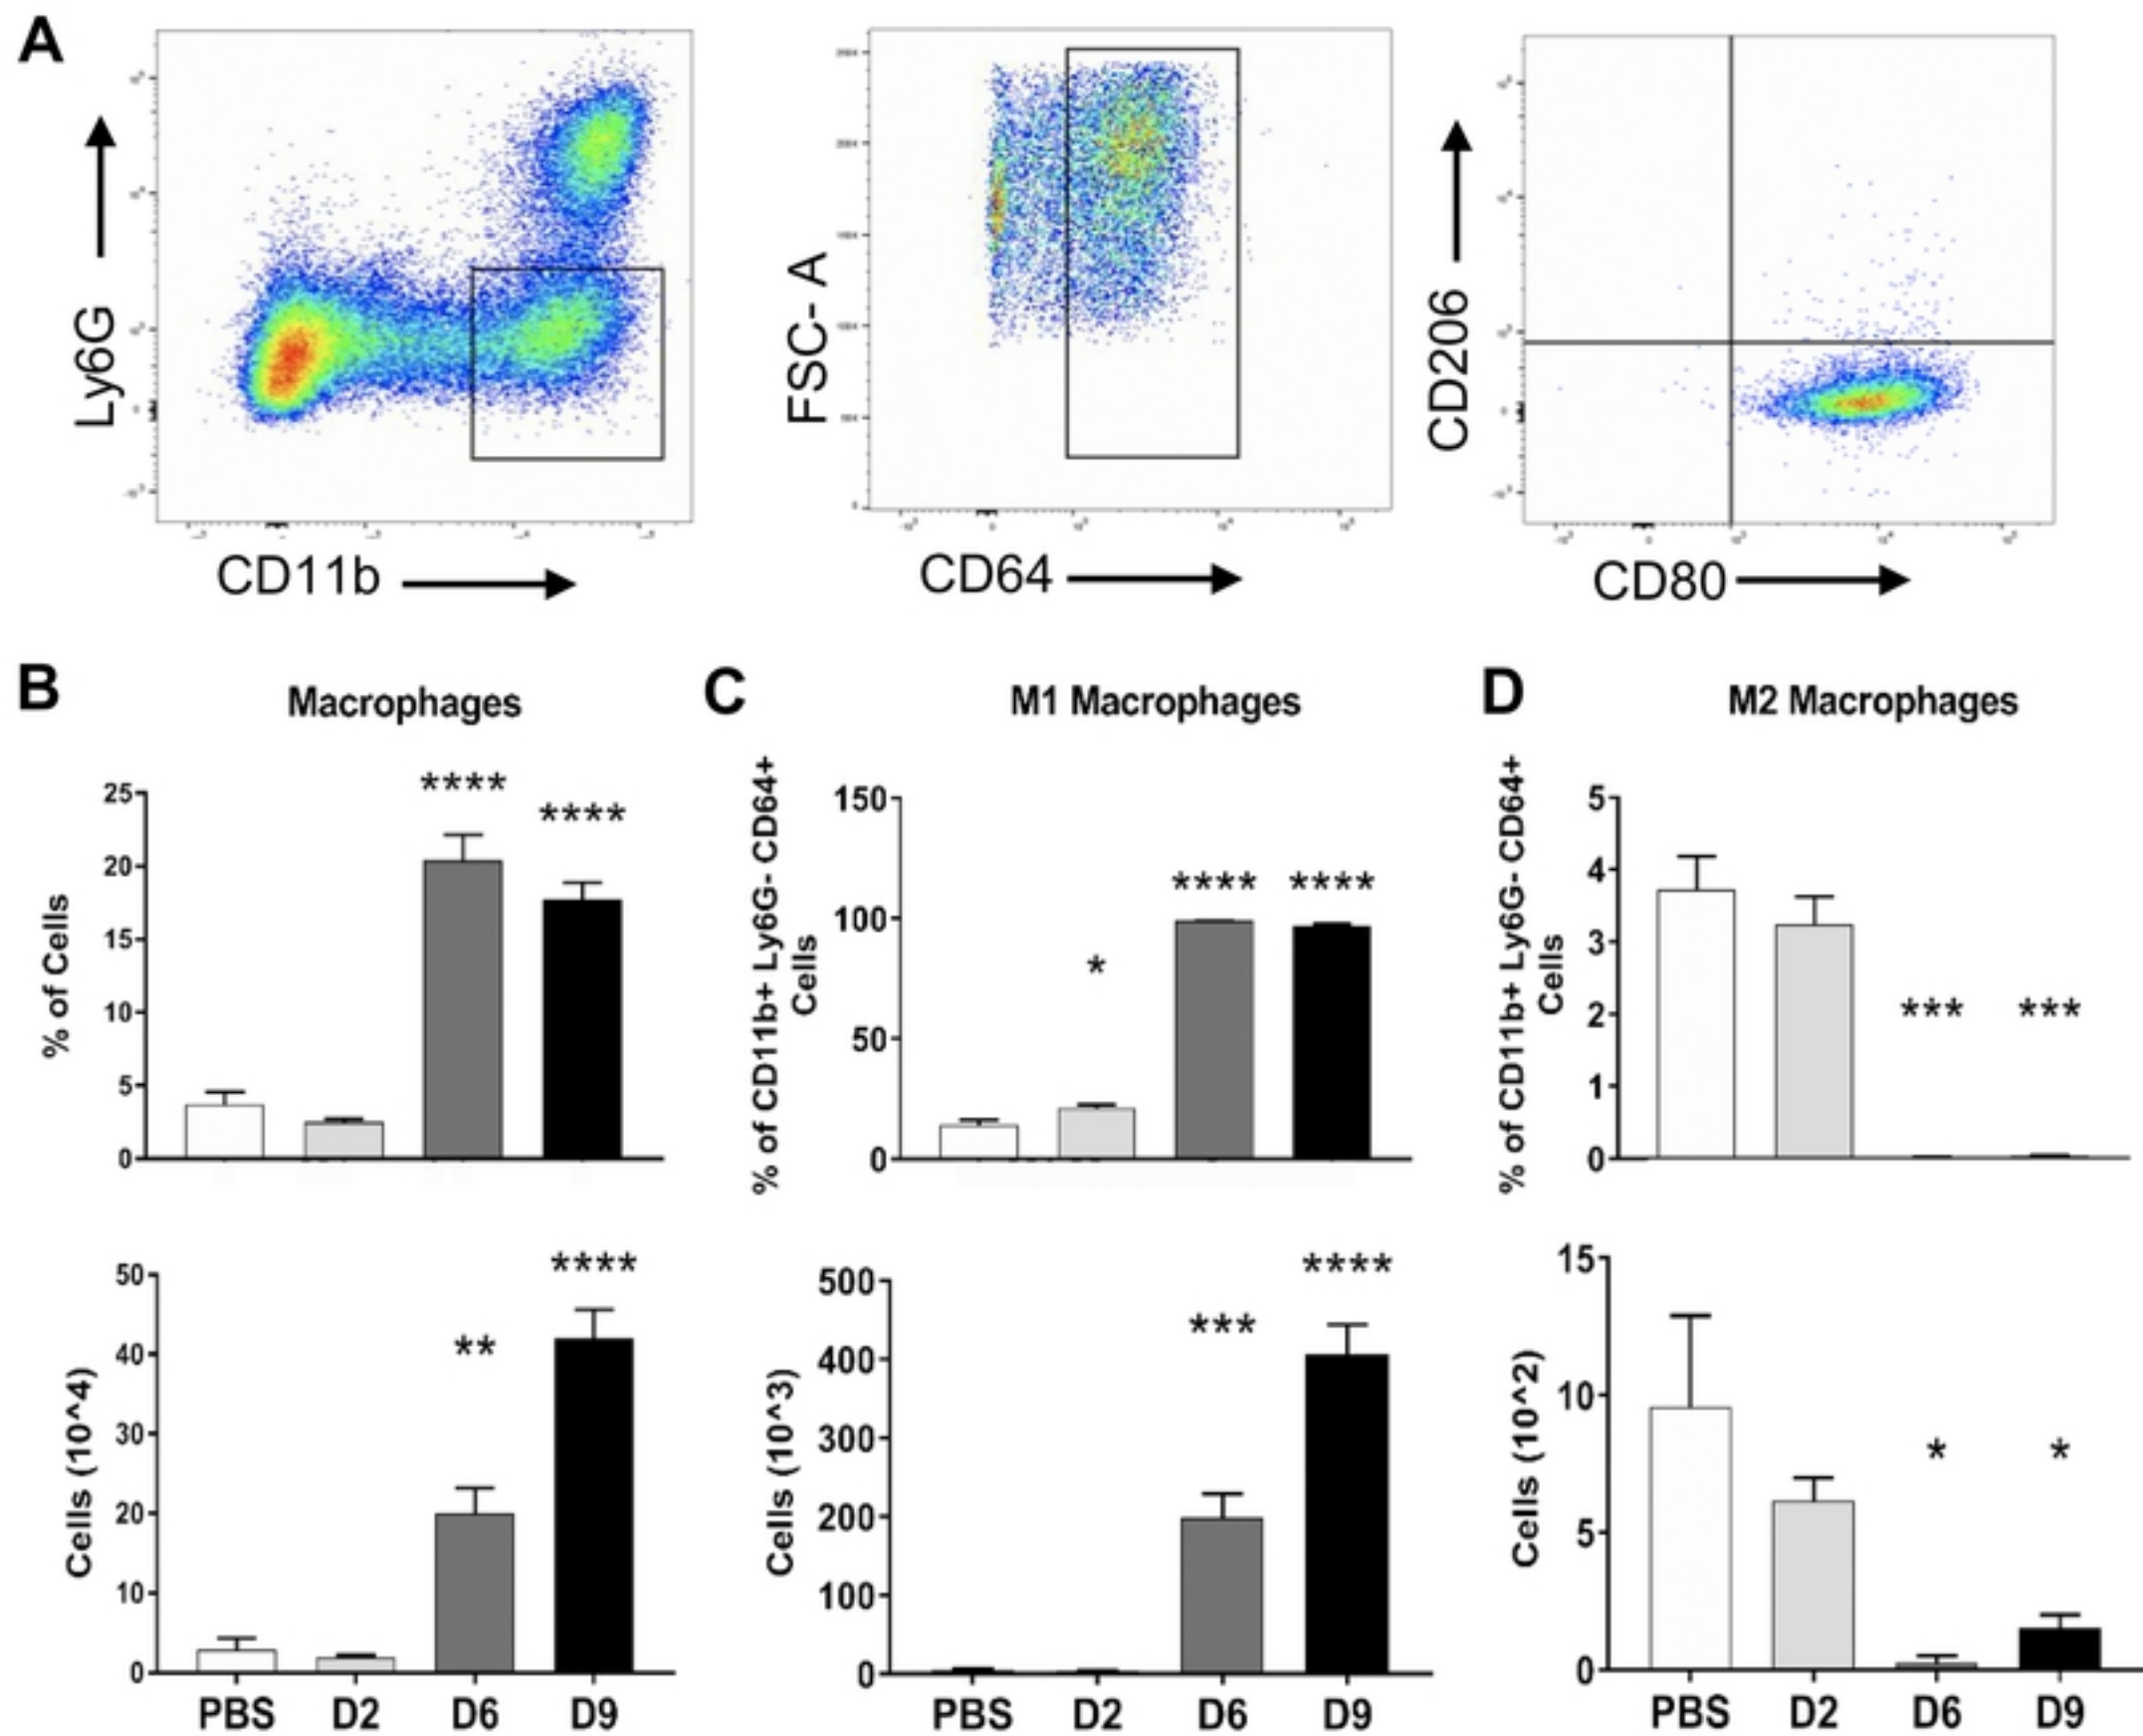 A
Ly6G
CD11b
FSC- A
CD64
CD206
CD80
B
Macrophages
% of Cells
25
20
15
10
5
0
****
****
C
M1 Macrophages
% of CD11b+ Ly6G- CD64+
Cells
150
100
50
0
*
****
****
D
M2 Macrophages
% of CD11b+ Ly6G- CD64+
Cells
5
4
3
2
1
0
***
***
Cells (10^4)
50
40
30
20
10
0
**
****
PBS D2 D6 D9
Cells (10^3)
500
400
300
200
100
0
***
****
PBS D2 D6 D9
Cells (10^2)
15
10
5
0
*
*
PBS D2 D6 D9